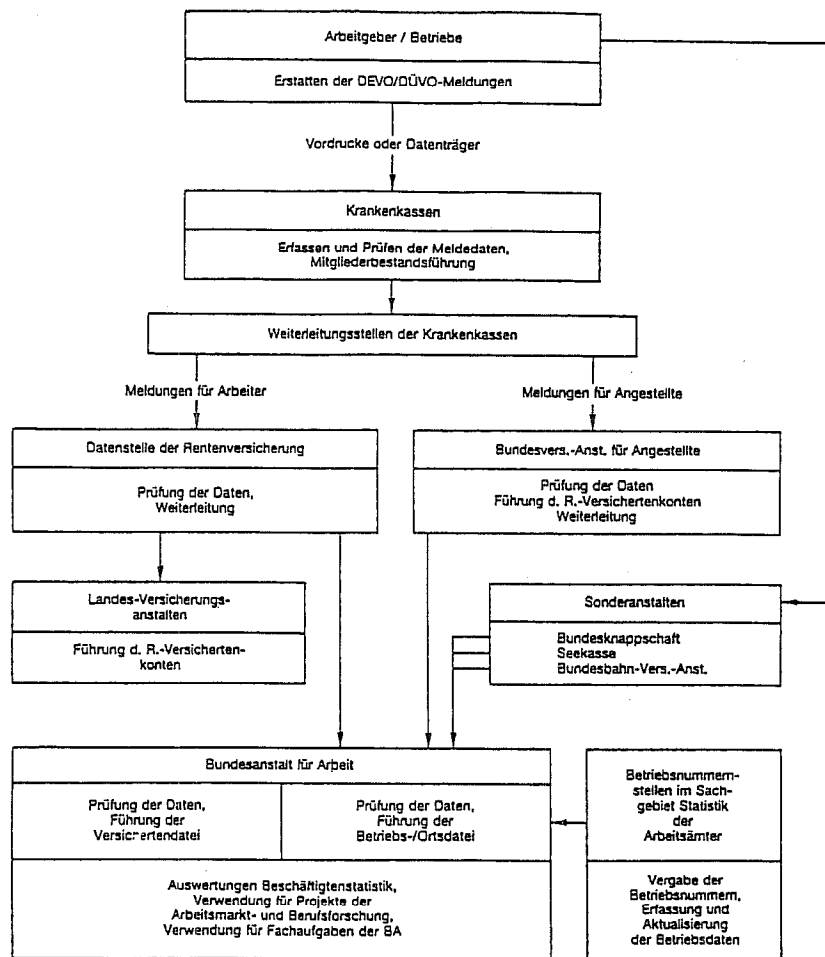 Arbeitgeber / Betriebe
Erstatten der DEVO/DÜVO-Meldungen
Vordrucke oder Datenträger
Krankenkassen
Erfassen und Prüfen der Meldedaten,
Mitgliederbestandsführung
Weiterleitungsstellen der Krankenkassen
Meldungen für Arbeiter
Meldungen für Angestellte
Datenstelle der Rentenversicherung
Prüfung der Daten,
Weiterleitung
Bundesvers.-Anst. für Angestellte
Prüfung der Daten
Führung d. R.-Versichertenkonten
Weiterleitung
Landes-Versicherungs-
anstalten
Führung d. R.-Versicherten-
konten
Sonderanstalten
Bundesknappschaft
Seekasse
Bundesbahn-Vers.-Anst.
Bundesanstalt für Arbeit
Prüfung der Daten,
Führung der
Versichertendatei
Prüfung der Daten,
Führung der
Betriebs-/Ortsdatei
Auswertungen Beschäftigtenstatistik,
Verwendung für Projekte der
Arbeitsmarkt- und Berufsforschung,
Verwendung für Fachaufgaben der BA
Betriebsnummern-
stellen im Sach-
gebiet Statistik
der
Arbeitsämter
Vergabe der
Betriebsnummern,
Erfassung und
Aktualisierung
der Betriebsdaten